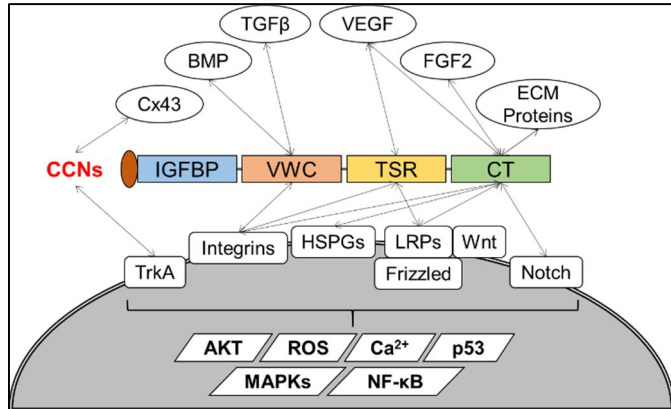 TGFβ
VEGF
BMP
FGF2
Cx43
ECM
Proteins
CCNs
IGFBP
VWC
TSR
CT
Integrins
HSPGs
LRPs
Wnt
TrkA
Frizzled
Notch
AKT
ROS
Ca²⁺
p53
MAPKs
NF-κB